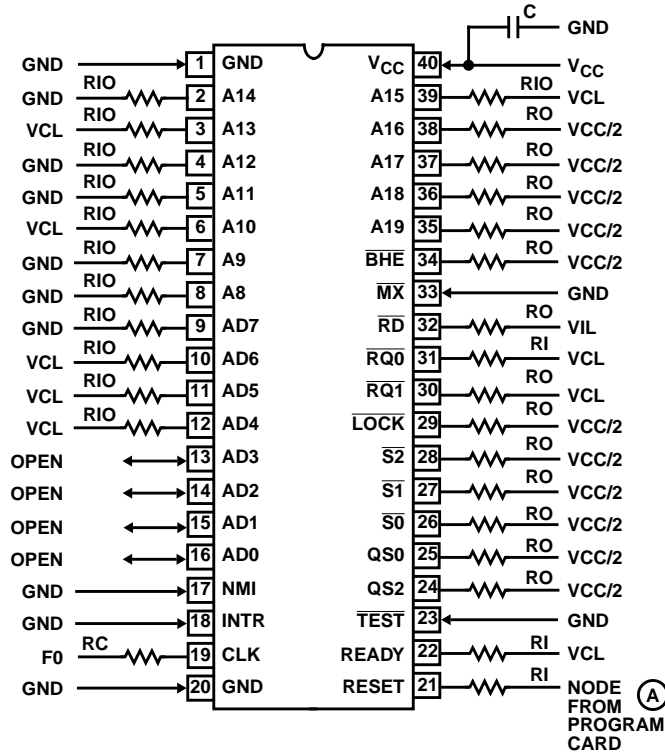 C
GND
GND 1 GND VCC 40 VCC
GND RIO 2 A14 A15 39 RIO VCL
VCL RIO 3 A13 A16 38 RO VCC/2
GND RIO 4 A12 A17 37 RO VCC/2
GND RIO 5 A11 A18 36 RO VCC/2
VCL RIO 6 A10 A19 35 RO VCC/2
GND RIO 7 A9 BHE 34 RO VCC/2
GND RIO 8 A8 MX 33 GND
GND RIO 9 AD7 RD 32 RO VIL
VCL RIO 10 AD6 RQ0 31 RI VCL
VCL RIO 11 AD5 RQ1 30 RO VCL
VCL RIO 12 AD4 LOCK 29 RO VCC/2
OPEN 13 AD3 S2 28 RO VCC/2
OPEN 14 AD2 S1 27 RO VCC/2
OPEN 15 AD1 S0 26 RO VCC/2
OPEN 16 AD0 QS0 25 RO VCC/2
GND 17 NMI QS2 24 RO VCC/2
GND 18 INTR TEST 23 GND
F0 RC 19 CLK READY 22 RI VCL
GND 20 GND RESET 21 RI NODE A
FROM
PROGRAM
CARD